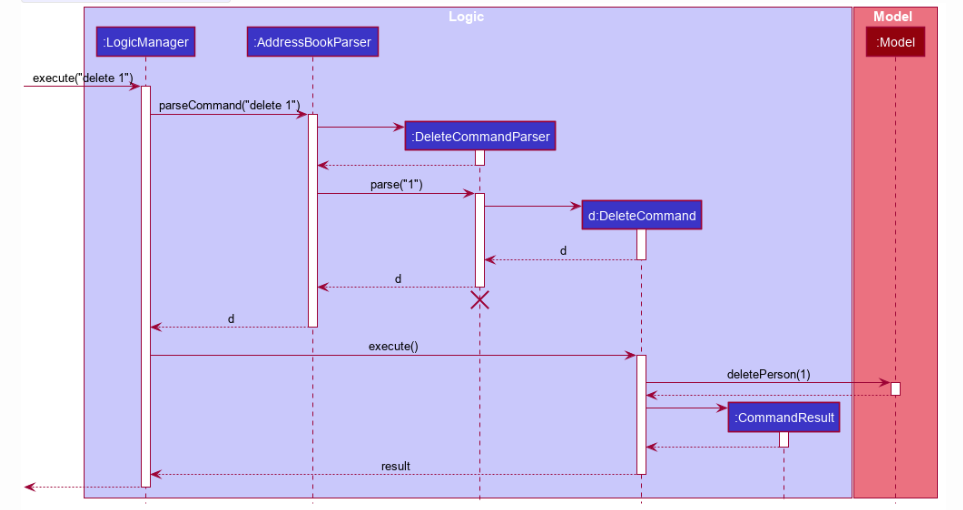 Logic
Model
:LogicManager
:AddressBookParser
:Model
execute("delete 1")
parseCommand("delete 1")
:DeleteCommandParser
parse("1")
d:DeleteCommand
d
d
d
execute()
deletePerson(1)
:CommandResult
result